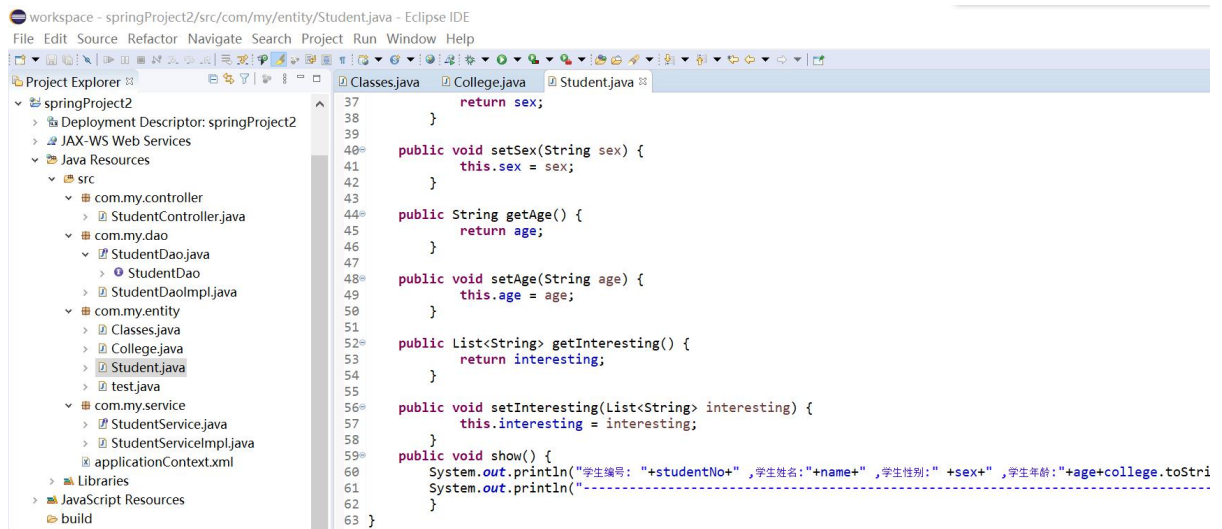 workspace - springProject2/src/com/my/entity/Student.java - Eclipse IDE
File Edit Source Refactor Navigate Search Project Run Window Help
Project Explorer
Classes.java College.java Student.java
springProject2
Deployment Descriptor: springProject2
JAX-WS Web Services
Java Resources
src
com.my.controller
StudentController.java
com.my.dao
StudentDao.java
StudentDao
StudentDaoImpl.java
com.my.entity
Classes.java
College.java
Student.java
test.java
com.my.service
StudentService.java
StudentServiceImpl.java
applicationContext.xml
Libraries
JavaScript Resources
build
37 return sex;
38 }
39
40 public void setSex(String sex) {
41 this.sex = sex;
42 }
43
44 public String getAge() {
45 return age;
46 }
47
48 public void setAge(String age) {
49 this.age = age;
50 }
51
52 public List<String> getInteresting() {
53 return interesting;
54 }
55
56 public void setInteresting(List<String> interesting) {
57 this.interesting = interesting;
58 }
59 public void show() {
60 System.out.println("学生编号: "+studentNo+" ,学生姓名:"+name+" ,学生性别:" +sex+" ,学生年龄:"+age+college.toStri
61 System.out.println("--------------------------------------------------------------------------------
62 }
63 }